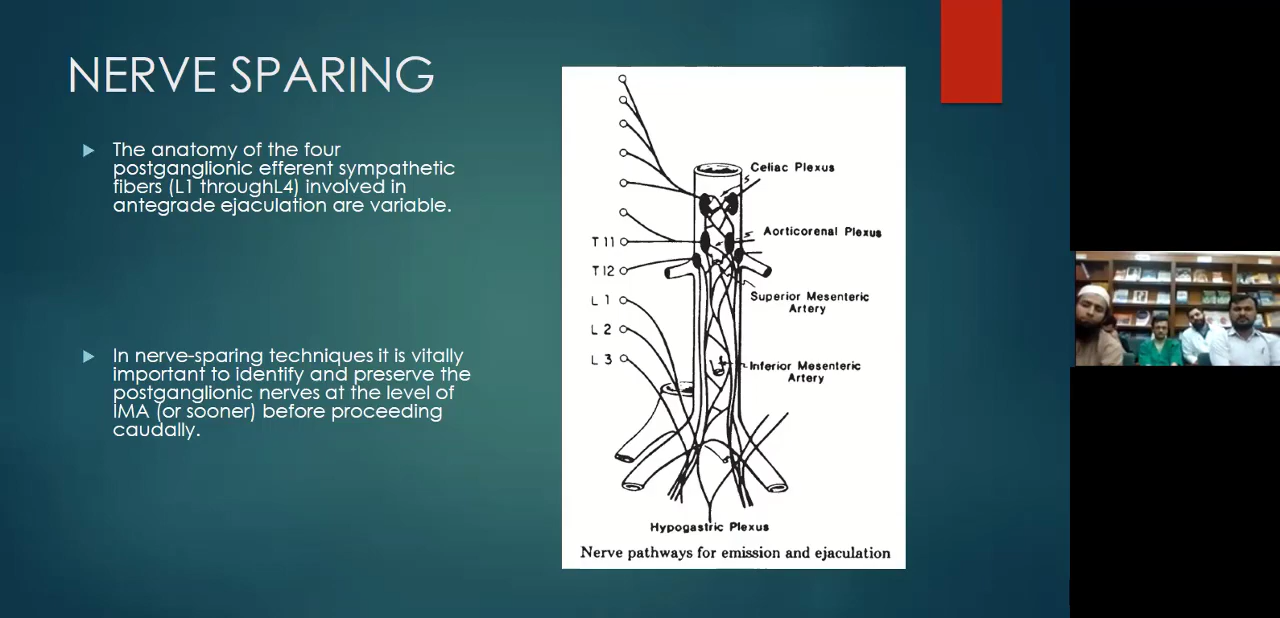 NERVE SPARING
The anatomy of the four
postganglionic efferent sympathetic
fibers (L1 throughL4) involved in
antegrade ejaculation are variable.
In nerve-sparing techniques it is vitally
important to identify and preserve the
postganglionic nerves at the level of
IMA (or sooner) before proceeding
caudally.
Celiac Plexus
Aorticorenal Plexus
T11
T12
Superior Mesenteric
Artery
L 1
L 2
L 3
Inferior Mesenteric
Artery
Hypogastric Plexus
Nerve pathways for emission and ejaculation